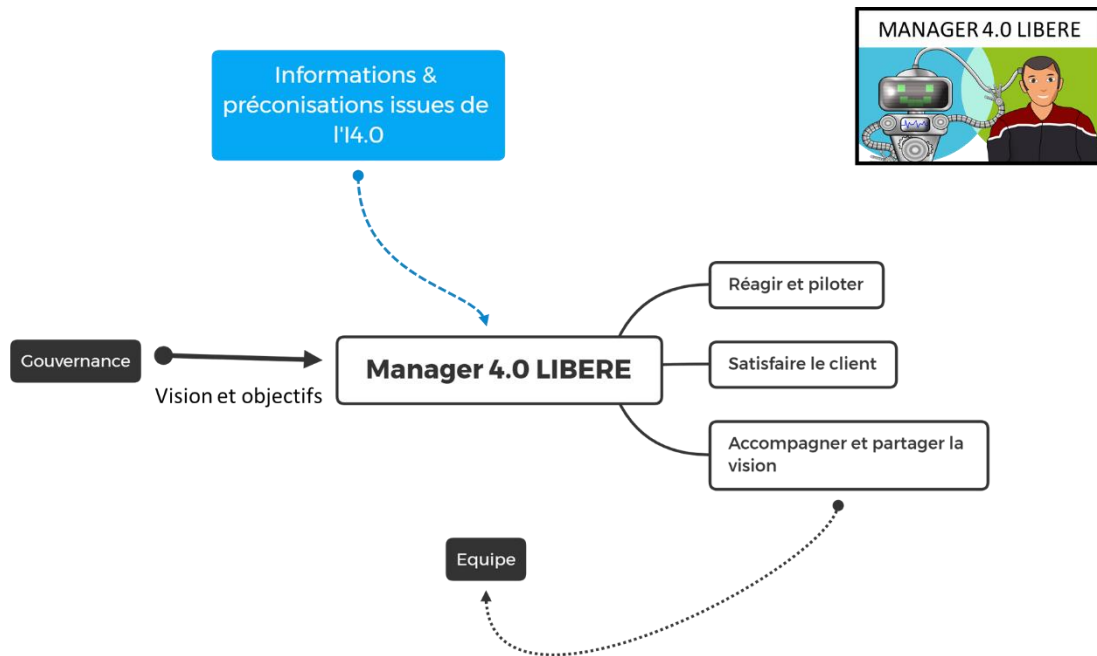 MANAGER 4.0 LIBERE
Informations &
préconisations issues de
l'I4.0
Réagir et piloter
Gouvernance
Vision et objectifs
Manager 4.0 LIBERE
Satisfaire le client
Accompagner et partager la
vision
Equipe